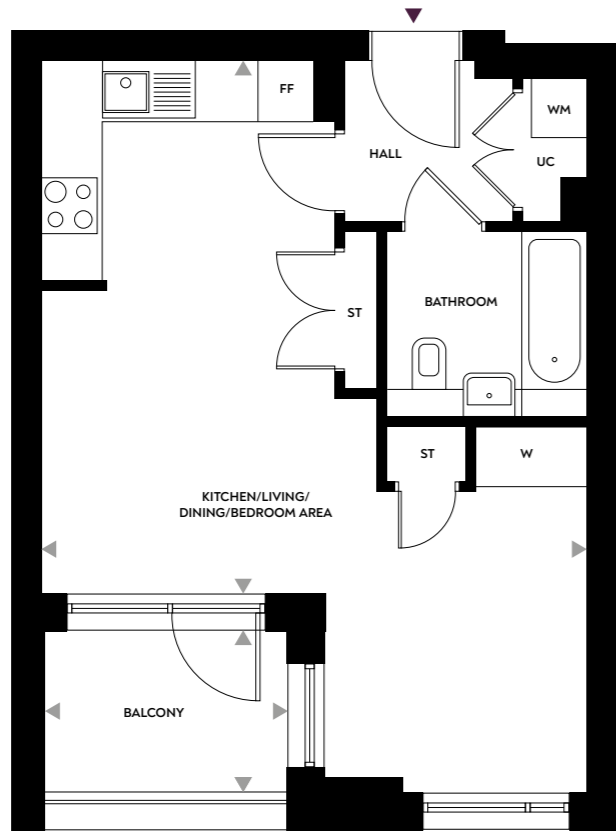 FF
WM
HALL
UC
ST
BATHROOM
ST
W
KITCHEN/LIVING/
DINING/BEDROOM AREA
BALCONY